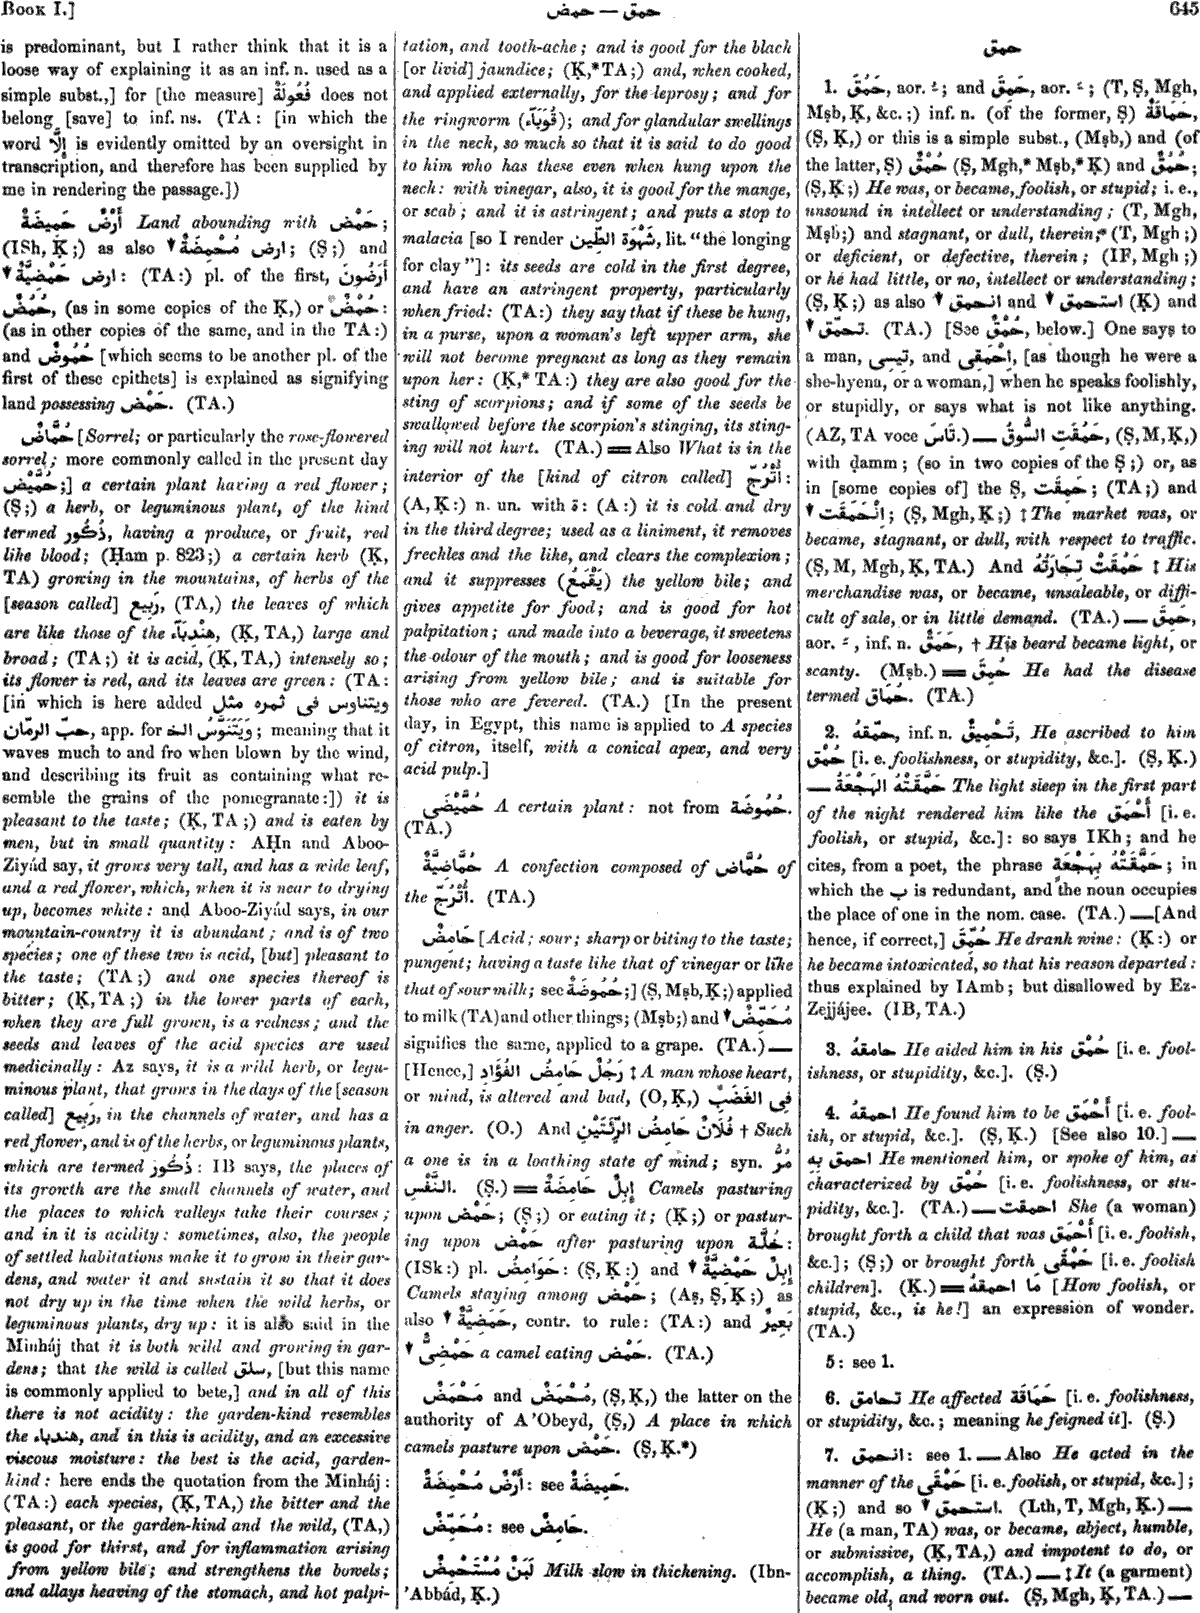 Book I.]
حمض — حمق
645
is predominant, but I rather think that it is a
loose way of explaining it as an inf. n. used as a
simple subst.,] for [the measure] فُعُولَةٌ does not
belong [save] to inf. ns. (TA: [in which the
word إِلَّا is evidently omitted by an oversight in
transcription, and therefore has been supplied by
me in rendering the passage.])
أَرْضٌ حَمِيضَةٌ Land abounding with حَمْض;
(ISh, Ḳ;) as also ارض مُحْمِضَةٌ ↓; (Ṣ;) and
ارض حَمْضِيَّةٌ ↓: (TA:) pl. of the first, أَرَضُونَ
حُمُضٌ, (as in some copies of the Ḳ,) or حُمْضٌ:
(as in other copies of the same, and in the TA:)
and حُمُوضٌ [which seems to be another pl. of the
first of these epithets] is explained as signifying
land possessing حَمْض. (TA.)
حُمَّاضٌ [Sorrel; or particularly the rose-flowered
sorrel; more commonly called in the present day
حُمَّيْض;] a certain plant having a red flower;
(Ṣ;) a herb, or leguminous plant, of the kind
termed ذُكُور, having a produce, or fruit, red
like blood; (Ḥam p. 823;) a certain herb (Ḳ,
TA) growing in the mountains, of herbs of the
[season called] رَبِيع, (TA,) the leaves of which
are like those of the هِنْدِبَآء, (Ḳ, TA,) large and
broad; (TA;) it is acid, (Ḳ, TA,) intensely so;
its flower is red, and its leaves are green: (TA:
[in which is here added ويتناوس فى ثمره مثل
حبّ الرمّان, app. for وَيَتَنَوَّسُ الخ; meaning that it
waves much to and fro when blown by the wind,
and describing its fruit as containing what re-
semble the grains of the pomegranate:]) it is
pleasant to the taste; (Ḳ, TA;) and is eaten by
men, but in small quantity: AḤn and Aboo-
Ziyád say, it grows very tall, and has a wide leaf,
and a red flower, which, when it is near to drying
up, becomes white: and Aboo-Ziyád says, in our
mountain-country it is abundant; and is of two
species; one of these two is acid, [but] pleasant to
the taste; (TA;) and one species thereof is
bitter; (Ḳ, TA;) in the lower parts of each,
when they are full grown, is a redness; and the
seeds and leaves of the acid species are used
medicinally: Az says, it is a wild herb, or legu-
minous plant, that grows in the days of the [season
called] رَبِيع, in the channels of water, and has a
red flower, and is of the herbs, or leguminous plants,
which are termed ذُكُور: IB says, the places of
its growth are the small channels of water, and
the places to which valleys take their courses;
and in it is acidity: sometimes, also, the people
of settled habitations make it to grow in their gar-
dens, and water it and sustain it so that it does
not dry up in the time when the wild herbs, or
leguminous plants, dry up: it is also said in the
Minháj that it is both wild and growing in gar-
dens; that the wild is called سلق, [but this name
is commonly applied to bete,] and in all of this
there is not acidity: the garden-kind resembles
the هندباء, and in this is acidity, and an excessive
viscous moisture: the best is the acid, garden-
kind: here ends the quotation from the Minháj:
(TA:) each species, (Ḳ, TA,) the bitter and the
pleasant, or the garden-kind and the wild, (TA,)
is good for thirst, and for inflammation arising
from yellow bile; and strengthens the bowels;
and allays heaving of the stomach, and hot palpi-
tation, and tooth-ache; and is good for the black
[or livid] jaundice; (Ḳ,* TA;) and, when cooked,
and applied externally, for the leprosy; and for
the ringworm (قُوَبَآء); and for glandular swellings
in the neck, so much so that it is said to do good
to him who has these even when hung upon the
neck: with vinegar, also, it is good for the mange,
or scab; and it is astringent; and puts a stop to
malacia [so I render شَهْوَة الطِّين, lit. "the longing
for clay"]: its seeds are cold in the first degree,
and have an astringent property, particularly
when fried: (TA:) they say that if these be hung,
in a purse, upon a woman's left upper arm, she
will not become pregnant as long as they remain
upon her: (Ḳ,* TA:) they are also good for the
sting of scorpions; and if some of the seeds be
swallowed before the scorpion's stinging, its sting-
ing will not hurt. (TA.) == Also What is in the
interior of the [kind of citron called] أُتْرُجّ:
(A, Ḳ:) n. un. with ة: (A:) it is cold and dry
in the third degree; used as a liniment, it removes
freckles and the like, and clears the complexion;
and it suppresses (يَقْمَعُ) the yellow bile; and
gives appetite for food; and is good for hot
palpitation; and made into a beverage, it sweetens
the odour of the mouth; and is good for looseness
arising from yellow bile; and is suitable for
those who are fevered. (TA.) [In the present
day, in Egypt, this name is applied to A species
of citron, itself, with a conical apex, and very
acid pulp.]
حُمَّيْضَى A certain plant: not from حُمُوضَة.
(TA.)
حُمَّاضِيَّةٌ A confection composed of حُمَّاض of
the أُتْرُجّ. (TA.)
حَامِضٌ [Acid; sour; sharp or biting to the taste;
pungent; having a taste like that of vinegar or like
that of sour milk; see حُمُوضَةٌ;] (Ṣ, Mṣb, Ḳ;) applied
to milk (TA) and other things; (Mṣb;) and مُحَمِّضٌ ↓
signifies the same, applied to a grape. (TA.) —
[Hence,] رَجُلٌ حَامِضُ الفُؤَادِ ‡ A man whose heart,
or mind, is altered and bad, (O, Ḳ,) فِى الغَضَبِ
in anger. (O.) And فُلَانٌ حَامِضُ الرِّئَتَيْنِ † Such
a one is in a loathing state of mind; syn. مُرُّ
النَّفْسِ. (Ṣ.) == إِبِلٌ حَامِضَةٌ Camels pasturing
upon حَمْض; (Ṣ;) or eating it; (Ḳ;) or pastur-
ing upon حَمْض after pasturing upon خُلَّة:
(ISk:) pl. حَوَامِضُ: (Ṣ, Ḳ:) and إِبِلٌ حَمْضِيَّةٌ ↓
Camels staying among حَمْض; (Aṣ, Ṣ, Ḳ;) as
also حَمَضِيَّةٌ ↓, contr. to rule: (TA:) and بَعِيرٌ
حَمْضِىٌّ ↓ a camel eating حَمْض. (TA.)
مَحْمَضٌ and مُحْمَضٌ, (Ṣ, Ḳ,) the latter on the
authority of A'Obeyd, (Ṣ,) A place in which
camels pasture upon حَمْض. (Ṣ, Ḳ.*)
أَرْضٌ مُحْمِضَةٌ: see حَمِيضَةٌ.
مُحَمِّضٌ: see حَامِضٌ.
لَبَنٌ مُسْتَحْمِضٌ Milk slow in thickening. (Ibn-
'Abbád, Ḳ.)
حمق
1. حَمُقَ, aor. ـُ; and حَمِقَ, aor. ـَ; (T, Ṣ, Mgh,
Mṣb, Ḳ, &c.;) inf. n. (of the former, Ṣ) حَمَاقَةٌ,
(Ṣ, Ḳ,) or this is a simple subst., (Mṣb,) and (of
the latter, Ṣ) حُمْقٌ (Ṣ, Mgh,* Mṣb,* Ḳ) and حُمُقٌ;
(Ṣ, Ḳ;) He was, or became, foolish, or stupid; i. e.,
unsound in intellect or understanding; (T, Mgh,
Mṣb;) and stagnant, or dull, therein;* (T, Mgh;)
or deficient, or defective, therein; (IF, Mgh;)
or he had little, or no, intellect or understanding;
(Ṣ, Ḳ;) as also انحمق ↓ and استحمق ↓ (Ḳ) and
تحمّق ↓. (TA.) [See حُمْقٌ, below.] One says to
a man, تِيسِى, and اِحْمَقِى, [as though he were a
she-hyena, or a woman,] when he speaks foolishly,
or stupidly, or says what is not like anything.
(AZ, TA voce تَاسَ.) — حَمُقَتِ السُّوقُ, (Ṣ, M, Ḳ,)
with ḍamm; (so in two copies of the Ṣ;) or, as
in [some copies of] the Ṣ, حَمِقَت; (TA;) and
انْحَمَقَت ↓; (Ṣ, Mgh, Ḳ;) ‡ The market was, or
became, stagnant, or dull, with respect to traffic.
(Ṣ, M, Mgh, Ḳ, TA.) And حَمُقَتْ تِجَارَتُهُ ‡ His
merchandise was, or became, unsaleable, or diffi-
cult of sale, or in little demand. (TA.) — حَمِقَ,
aor. ـَ, inf. n. حَمَقٌ, † His beard became light, or
scanty. (Mṣb.) == حُمِقَ He had the disease
termed حُمَاق. (TA.)
2. حمّقهُ, inf. n. تَحْمِيقٌ, He ascribed to him
حُمْق [i. e. foolishness, or stupidity, &c.]. (Ṣ, Ḳ.)
— حَمَّقَتْهُ الهَجْعَةُ The light sleep in the first part
of the night rendered him like the أَحْمَق [i. e.
foolish, or stupid, &c.]: so says IKh; and he
cites, from a poet, the phrase حَمَّقَتْهُ بِهَجْعَةٍ; in
which the ب is redundant, and the noun occupies
the place of one in the nom. case. (TA.) — [And
hence, if correct,] حُمِّقَ He drank wine: (Ḳ:) or
he became intoxicated, so that his reason departed:
thus explained by IAmb; but disallowed by Ez-
Zejjájee. (IB, TA.)
3. حامقهُ He aided him in his حُمْق [i. e. fool-
ishness, or stupidity, &c.]. (Ṣ.)
4. احمقهُ He found him to be أَحْمَق [i. e. fool-
ish, or stupid, &c.]. (Ṣ, Ḳ.) [See also 10.] —
احمق بِهِ He mentioned him, or spoke of him, as
characterized by حُمْق [i. e. foolishness, or stu-
pidity, &c.]. (TA.) — احمقت She (a woman)
brought forth a child that was أَحْمَق [i. e. foolish,
&c.]; (Ṣ;) or brought forth حَمْقَى [i. e. foolish
children]. (Ḳ.) == مَا احمقهُ [How foolish, or
stupid, &c., is he!] an expression of wonder.
(TA.)
5: see 1.
6. تحامق He affected حَمَاقَة [i. e. foolishness,
or stupidity, &c.; meaning he feigned it]. (Ṣ.)
7. انحمق: see 1. — Also He acted in the
manner of the حَمْقَى [i. e. foolish, or stupid, &c.];
(Ḳ;) and so استحمق ↓. (Lth, T, Mgh, Ḳ.) —
He (a man, TA) was, or became, abject, humble,
or submissive, (Ḳ, TA,) and impotent to do, or
accomplish, a thing. (TA.) — ‡ It (a garment)
became old, and worn out. (Ṣ, Mgh, Ḳ, TA.) —